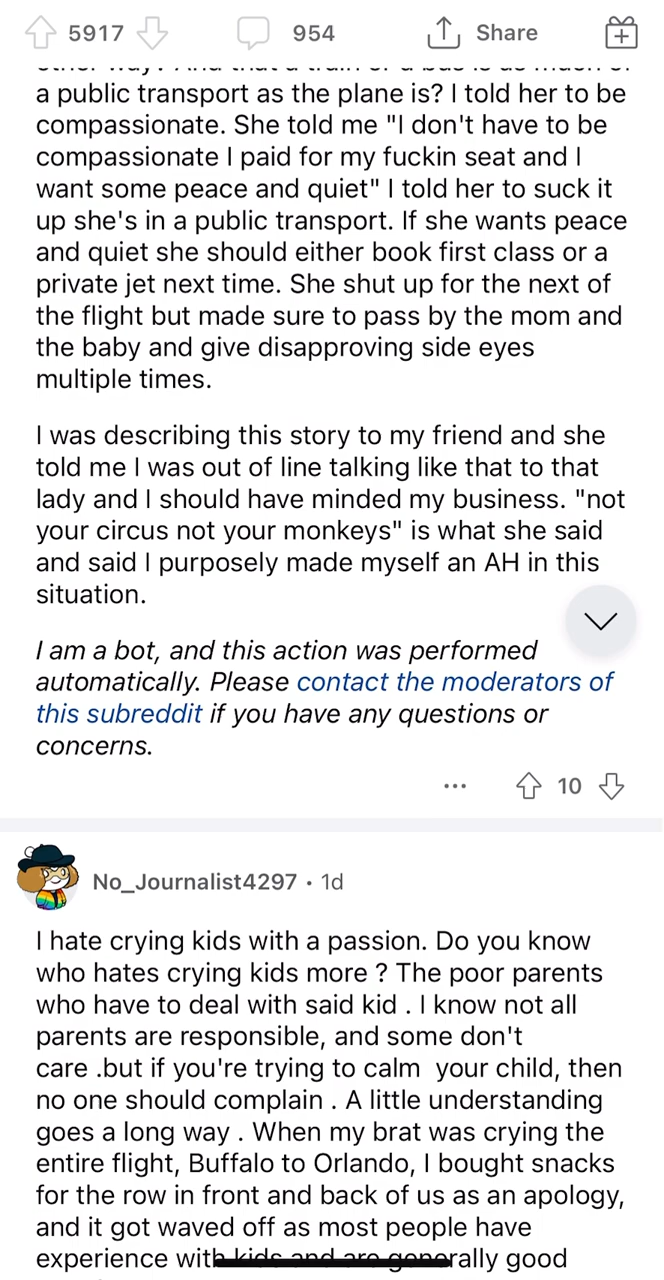 5917
954
Share
a public transport as the plane is? I told her to be
compassionate. She told me "I don't have to be
compassionate I paid for my fuckin seat and I
want some peace and quiet" I told her to suck it
up she's in a public transport. If she wants peace
and quiet she should either book first class or a
private jet next time. She shut up for the next of
the flight but made sure to pass by the mom and
the baby and give disapproving side eyes
multiple times.
I was describing this story to my friend and she
told me I was out of line talking like that to that
lady and I should have minded my business. "not
your circus not your monkeys" is what she said
and said I purposely made myself an AH in this
situation.
I am a bot, and this action was performed
automatically. Please contact the moderators of
this subreddit if you have any questions or
concerns.
10
No_Journalist4297 • 1d
I hate crying kids with a passion. Do you know
who hates crying kids more ? The poor parents
who have to deal with said kid . I know not all
parents are responsible, and some don't
care .but if you're trying to calm  your child, then
no one should complain . A little understanding
goes a long way . When my brat was crying the
entire flight, Buffalo to Orlando, I bought snacks
for the row in front and back of us as an apology,
and it got waved off as most people have
experience with kids and are generally good